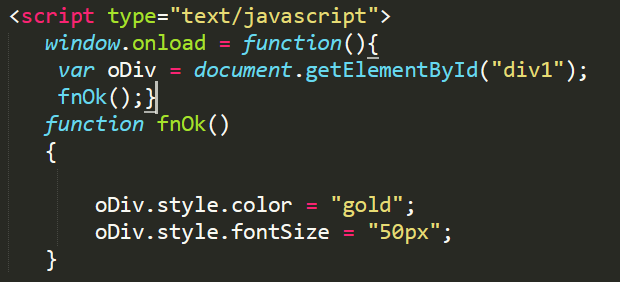 <script type="text/javascript">
window.onload = function(){
var oDiv = document.getElementById("div1");
fnOk();}
function fnOk()
{
oDiv.style.color = "gold";
oDiv.style.fontSize = "50px";
}